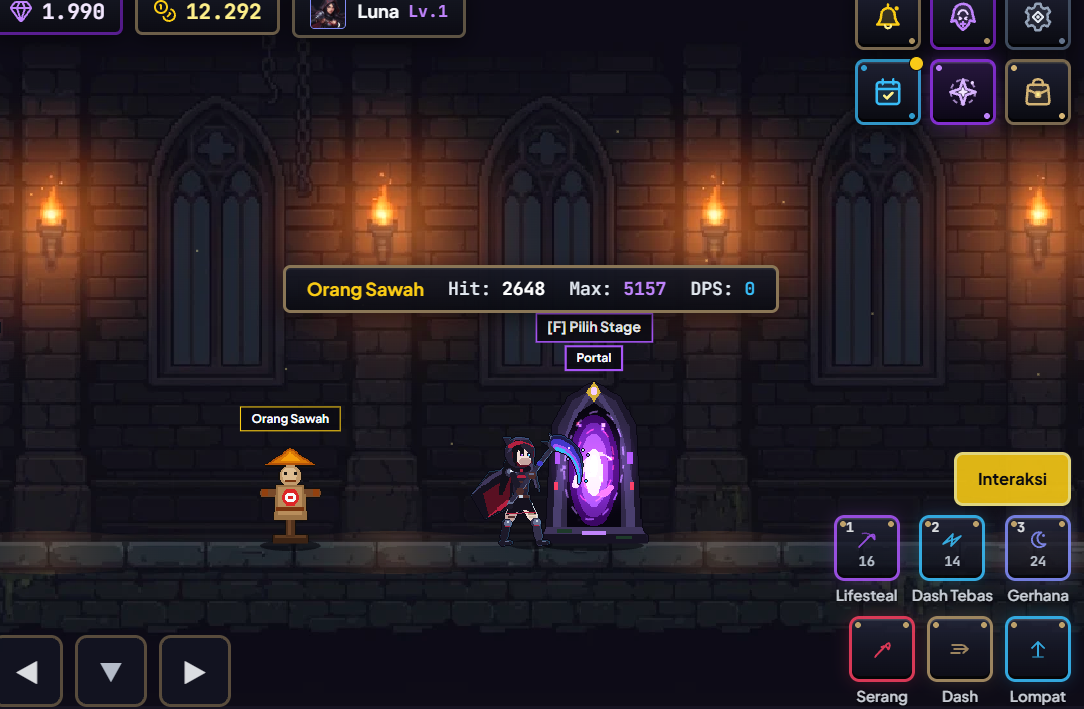 1.990
12.292
Luna Lv.1
Orang Sawah Hit: 2648 Max: 5157 DPS: 0
[F] Pilih Stage
Portal
Orang Sawah
Interaksi
1 2 3
16 14 24
Lifesteal Dash Tebas Gerhana
Serang Dash Lompat